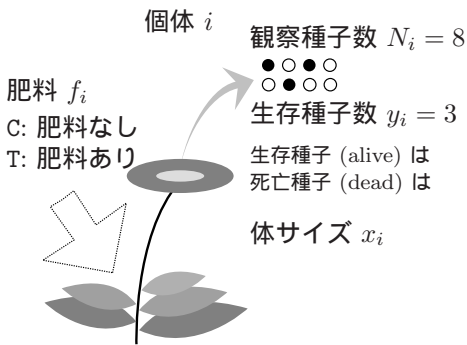 個体 i
観察種子数 N_i = 8
肥料 f_i
C: 肥料なし
T: 肥料あり
生存種子数 y_i = 3
生存種子 (alive) は
死亡種子 (dead) は
体サイズ x_i